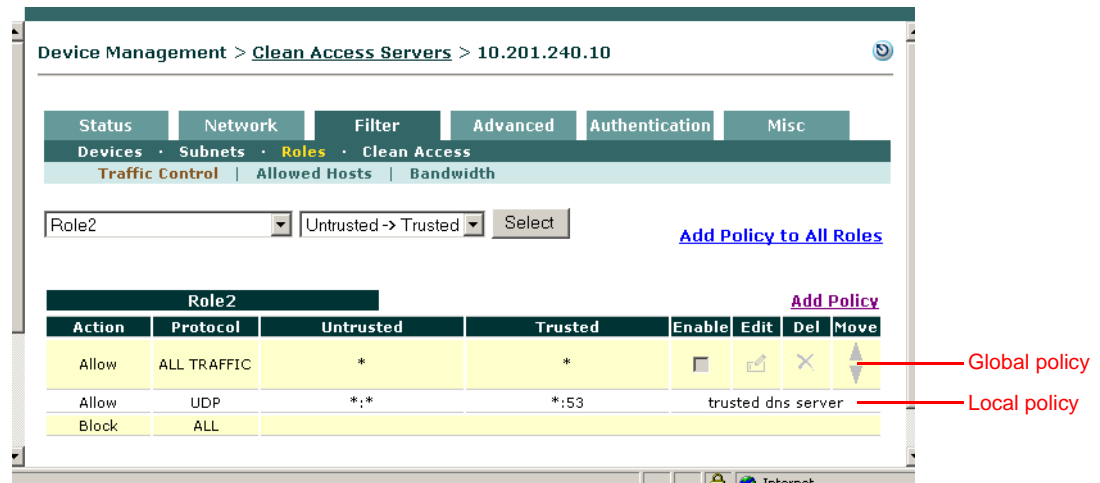 Device Management > Clean Access Servers > 10.201.240.10
Status Network Filter Advanced Authentication Misc
Devices · Subnets · Roles · Clean Access
Traffic Control | Allowed Hosts | Bandwidth
Role2 Untrusted -> Trusted Select
Add Policy to All Roles
Role2 Add Policy
Action Protocol Untrusted Trusted Enable Edit Del Move
Allow ALL TRAFFIC * *
Global policy
Allow UDP *:* *:53 trusted dns server
Local policy
Block ALL
Internet